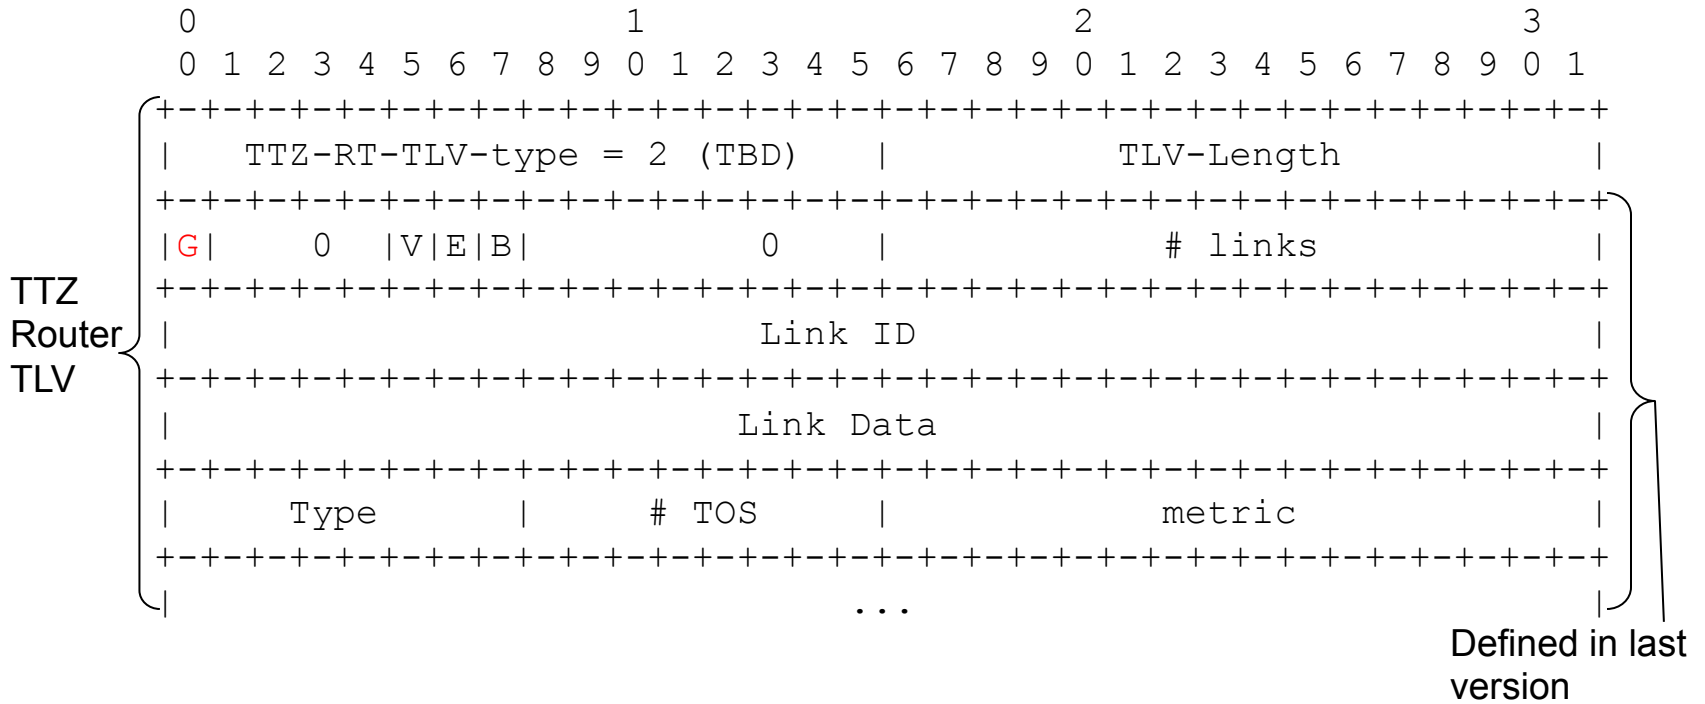 0                   1                   2                   3
0 1 2 3 4 5 6 7 8 9 0 1 2 3 4 5 6 7 8 9 0 1 2 3 4 5 6 7 8 9 0 1
+-+-+-+-+-+-+-+-+-+-+-+-+-+-+-+-+-+-+-+-+-+-+-+-+-+-+-+-+-+-+-+-+
|   TTZ-RT-TLV-type = 2 (TBD)   |          TLV-Length           |
+-+-+-+-+-+-+-+-+-+-+-+-+-+-+-+-+-+-+-+-+-+-+-+-+-+-+-+-+-+-+-+-+
|G|    0  |V|E|B|          0    |            # links            |
+-+-+-+-+-+-+-+-+-+-+-+-+-+-+-+-+-+-+-+-+-+-+-+-+-+-+-+-+-+-+-+-+
|                          Link ID                              |
+-+-+-+-+-+-+-+-+-+-+-+-+-+-+-+-+-+-+-+-+-+-+-+-+-+-+-+-+-+-+-+-+
|                         Link Data                             |
+-+-+-+-+-+-+-+-+-+-+-+-+-+-+-+-+-+-+-+-+-+-+-+-+-+-+-+-+-+-+-+-+
|     Type      |     # TOS     |            metric             |
+-+-+-+-+-+-+-+-+-+-+-+-+-+-+-+-+-+-+-+-+-+-+-+-+-+-+-+-+-+-+-+-+
|                              ...                              |
TTZ
Router
TLV
Defined in last
version